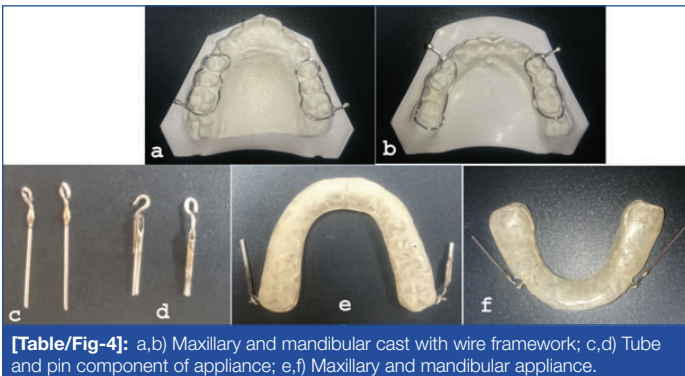 a
b
c
d
e
f
[Table/Fig-4]: a,b) Maxillary and mandibular cast with wire framework; c,d) Tube
and pin component of appliance; e,f) Maxillary and mandibular appliance.